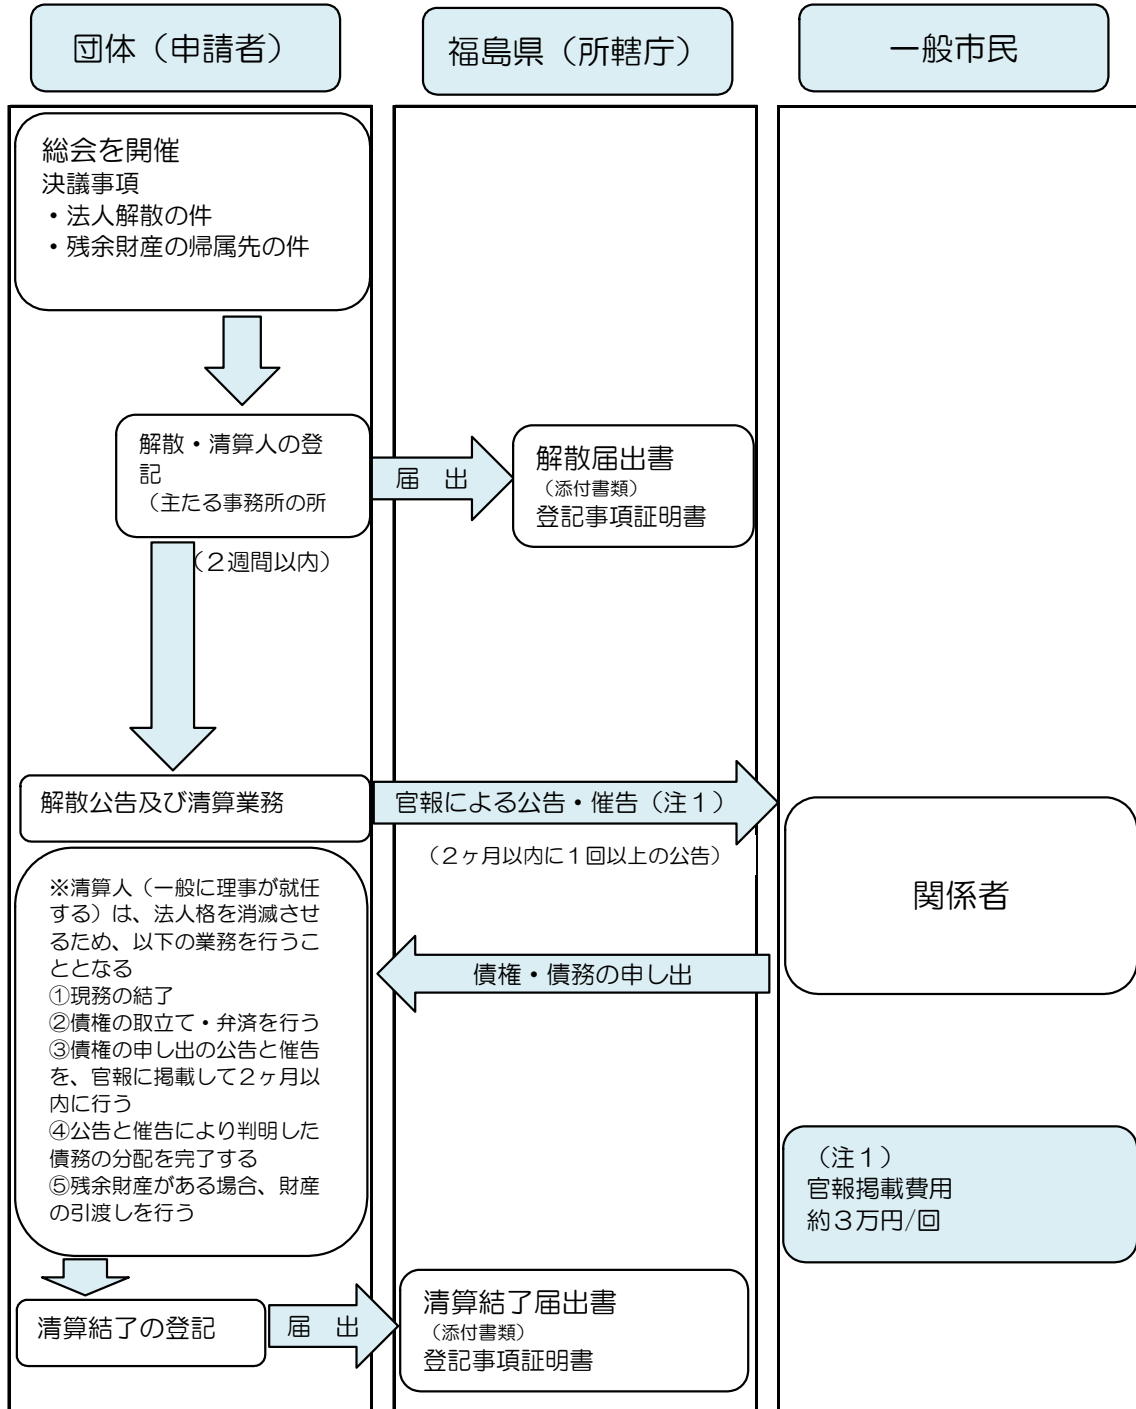 団体（申請者）
福島県（所轄庁）
一般市民
総会を開催
決議事項
・法人解散の件
・残余財産の帰属先の件
解散・清算人の登
記
（主たる事務所の所
（２週間以内）
届　出
解散届出書
（添付書類）
登記事項証明書
解散公告及び清算業務
官報による公告・催告（注１）
（２ヶ月以内に１回以上の公告）
関係者
債権・債務の申し出
※清算人（一般に理事が就任
する）は、法人格を消滅させ
るため、以下の業務を行うこ
ととなる
①現務の結了
②債権の取立て・弁済を行う
③債権の申し出の公告と催告
を、官報に掲載して２ヶ月以
内に行う
④公告と催告により判明した
債務の分配を完了する
⑤残余財産がある場合、財産
の引渡しを行う
（注１）
官報掲載費用
約３万円/回
清算結了の登記
届　出
清算結了届出書
（添付書類）
登記事項証明書